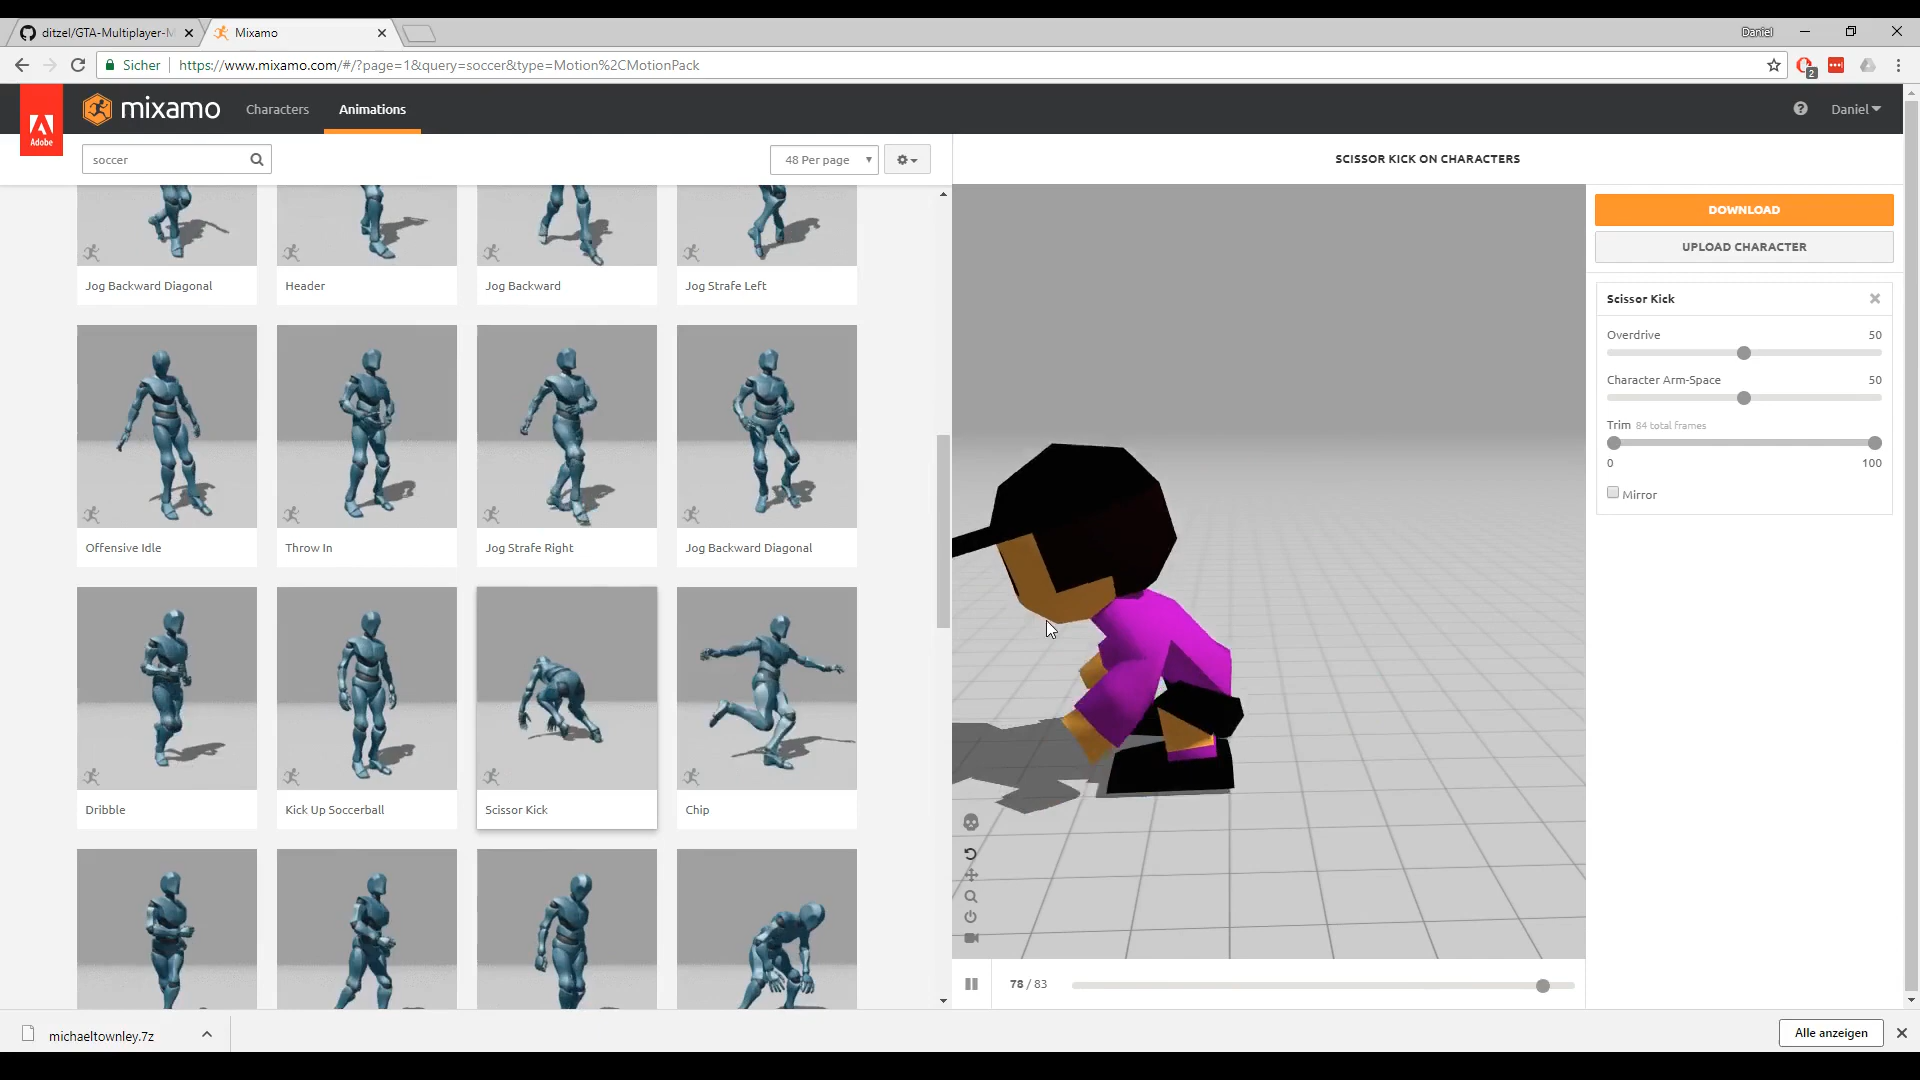 ditzel/GTA-Multiplayer-M
Mixamo
Daniel
Sicher
https://www.mixamo.com/#/?page=1&query=soccer&type=Motion%2CMotionPack
2
Adobe
mixamo
Characters
Animations
Daniel
soccer
48 Per page
SCISSOR KICK ON CHARACTERS
DOWNLOAD
UPLOAD CHARACTER
Jog Backward Diagonal
Header
Jog Backward
Jog Strafe Left
Scissor Kick
Overdrive
50
Character Arm-Space
50
Trim 84 total frames
0
100
Mirror
Offensive Idle
Throw In
Jog Strafe Right
Jog Backward Diagonal
Dribble
Kick Up Soccerball
Scissor Kick
Chip
78 / 83
michaeltownley.7z
Alle anzeigen